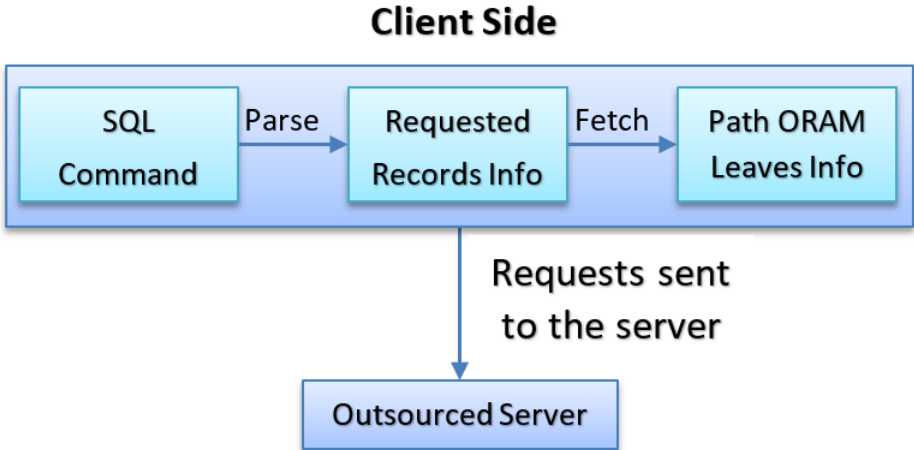 Client Side
SQL
Command
Parse
Requested
Records Info
Fetch
Path ORAM
Leaves Info
Requests sent
to the server
Outsourced Server